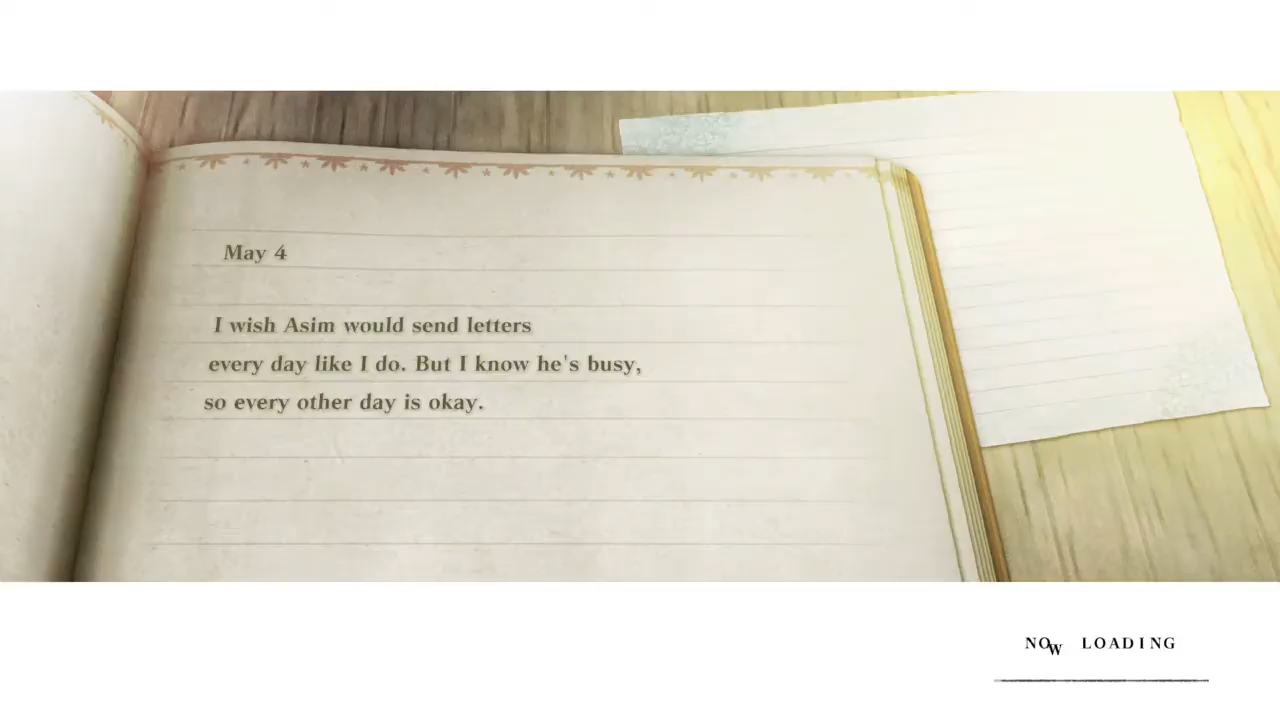 May 4
I wish Asim would send letters
every day like I do. But I know he's busy,
so every other day is okay.
NOW LOADING